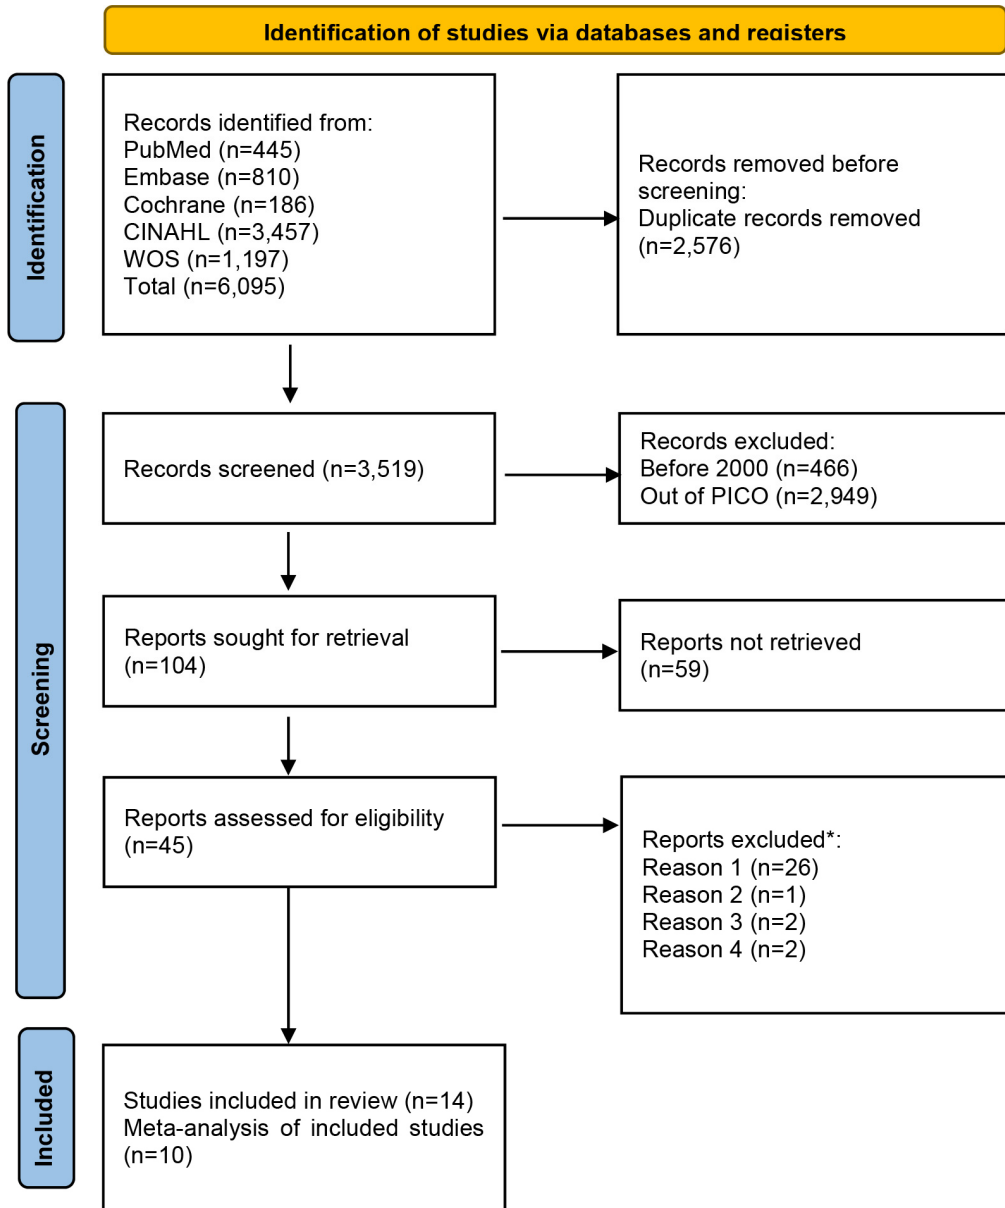 Identification of studies via databases and registers
Identification
Records identified from:
PubMed (n=445)
Embase (n=810)
Cochrane (n=186)
CINAHL (n=3,457)
WOS (n=1,197)
Total (n=6,095)
Records removed before
screening:
Duplicate records removed
(n=2,576)
Screening
Records screened (n=3,519)
Records excluded:
Before 2000 (n=466)
Out of PICO (n=2,949)
Reports sought for retrieval
(n=104)
Reports not retrieved
(n=59)
Reports assessed for eligibility
(n=45)
Reports excluded*:
Reason 1 (n=26)
Reason 2 (n=1)
Reason 3 (n=2)
Reason 4 (n=2)
Included
Studies included in review (n=14)
Meta-analysis of included studies
(n=10)